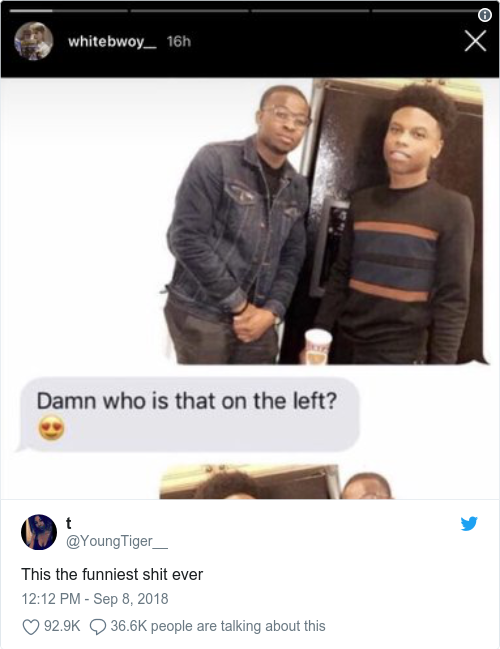 whitebwoy__ 16h
Damn who is that on the left?
😍
t
@YoungTiger__
This the funniest shit ever
12:12 PM - Sep 8, 2018
92.9K 36.6K people are talking about this